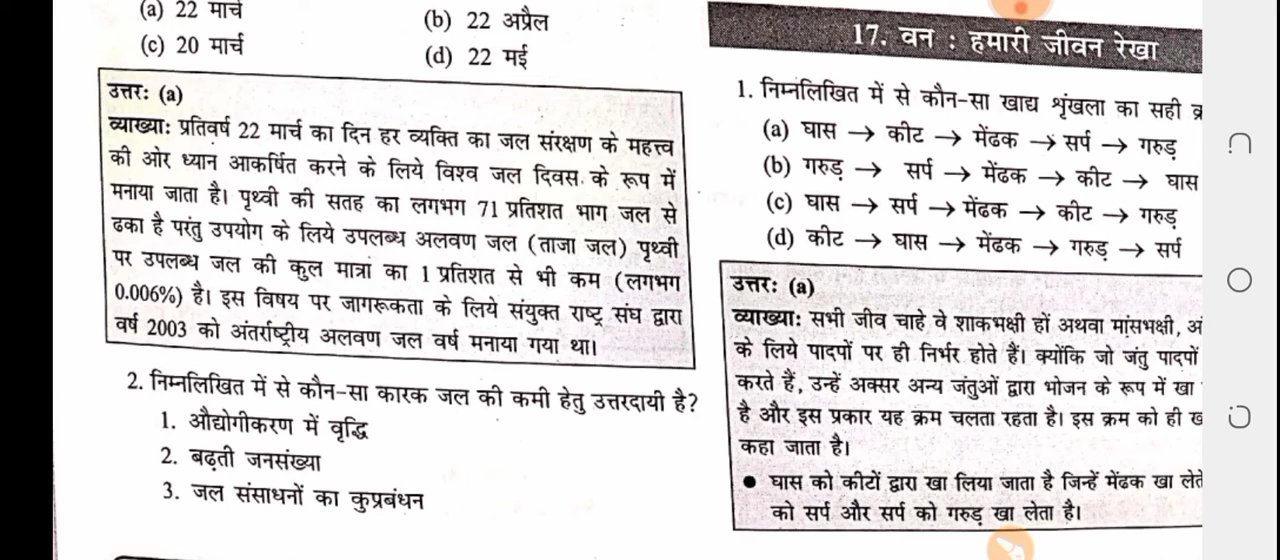 (a) 22 मार्च
(b) 22 अप्रैल
(c) 20 मार्च
(d) 22 मई
उत्तरः (a)
व्याख्याः प्रतिवर्ष 22 मार्च का दिन हर व्यक्ति का जल संरक्षण के महत्त्व
की ओर ध्यान आकर्षित करने के लिये विश्व जल दिवस के रूप में
मनाया जाता है। पृथ्वी की सतह का लगभग 71 प्रतिशत भाग जल से
ढका है परंतु उपयोग के लिये उपलब्ध अलवण जल (ताजा जल) पृथ्वी
पर उपलब्ध जल की कुल मात्रा का 1 प्रतिशत से भी कम (लगभग
0.006%) है। इस विषय पर जागरूकता के लिये संयुक्त राष्ट्र संघ द्वारा
वर्ष 2003 को अंतर्राष्ट्रीय अलवण जल वर्ष मनाया गया था।
2. निम्नलिखित में से कौन-सा कारक जल की कमी हेतु उत्तरदायी है?
1. औद्योगीकरण में वृद्धि
2. बढ़ती जनसंख्या
3. जल संसाधनों का कुप्रबंधन
17. वन : हमारी जीवन रेखा
1. निम्नलिखित में से कौन-सा खाद्य शृंखला का सही
(a) घास → कीट → मेंढक → सर्प → गरुड़
(b) गरुड़ → सर्प → मेंढक → कीट → घास
(c) घास → सर्प → मेंढक → कीट → गरुड़
(d) कीट → घास → मेंढक → गरुड़ → सर्प
उत्तरः (a)
व्याख्याः सभी जीव चाहे वे शाकभक्षी हों अथवा मांसभक्षी,
के लिये पादपों पर ही निर्भर होते हैं। क्योंकि जो जंतु पादपों
करते हैं, उन्हें अक्सर अन्य जंतुओं द्वारा भोजन के रूप में खा
है और इस प्रकार यह क्रम चलता रहता है। इस क्रम को ही
कहा जाता है।
● घास को कीटों द्वारा खा लिया जाता है जिन्हें मेंढक खा लेते
को सर्प और सर्प को गरुड़ खा लेता है।